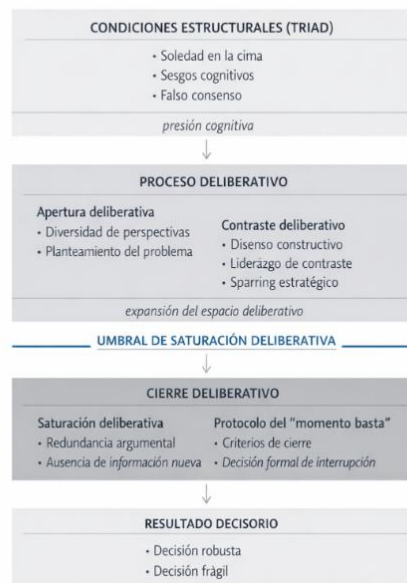 CONDICIONES ESTRUCTURALES (TRIAD)
• Soledad en la cima
• Sesgos cognitivos
• Falso consenso
presión cognitiva
↓
PROCESO DELIBERATIVO
Apertura deliberativa
• Diversidad de perspectivas
• Planteamiento del problema
Contraste deliberativo
• Disenso constructivo
• Liderazgo de contraste
• Sparring estratégico
expansión del espacio deliberativo
UMBRAL DE SATURACIÓN DELIBERATIVA
↓
CIERRE DELIBERATIVO
Saturación deliberativa
• Redundancia argumental
• Ausencia de información nueva
Protocolo del "momento basta"
• Criterios de cierre
• Decisión formal de interrupción
↓
RESULTADO DECISORIO
• Decisión robusta
• Decisión fràgil